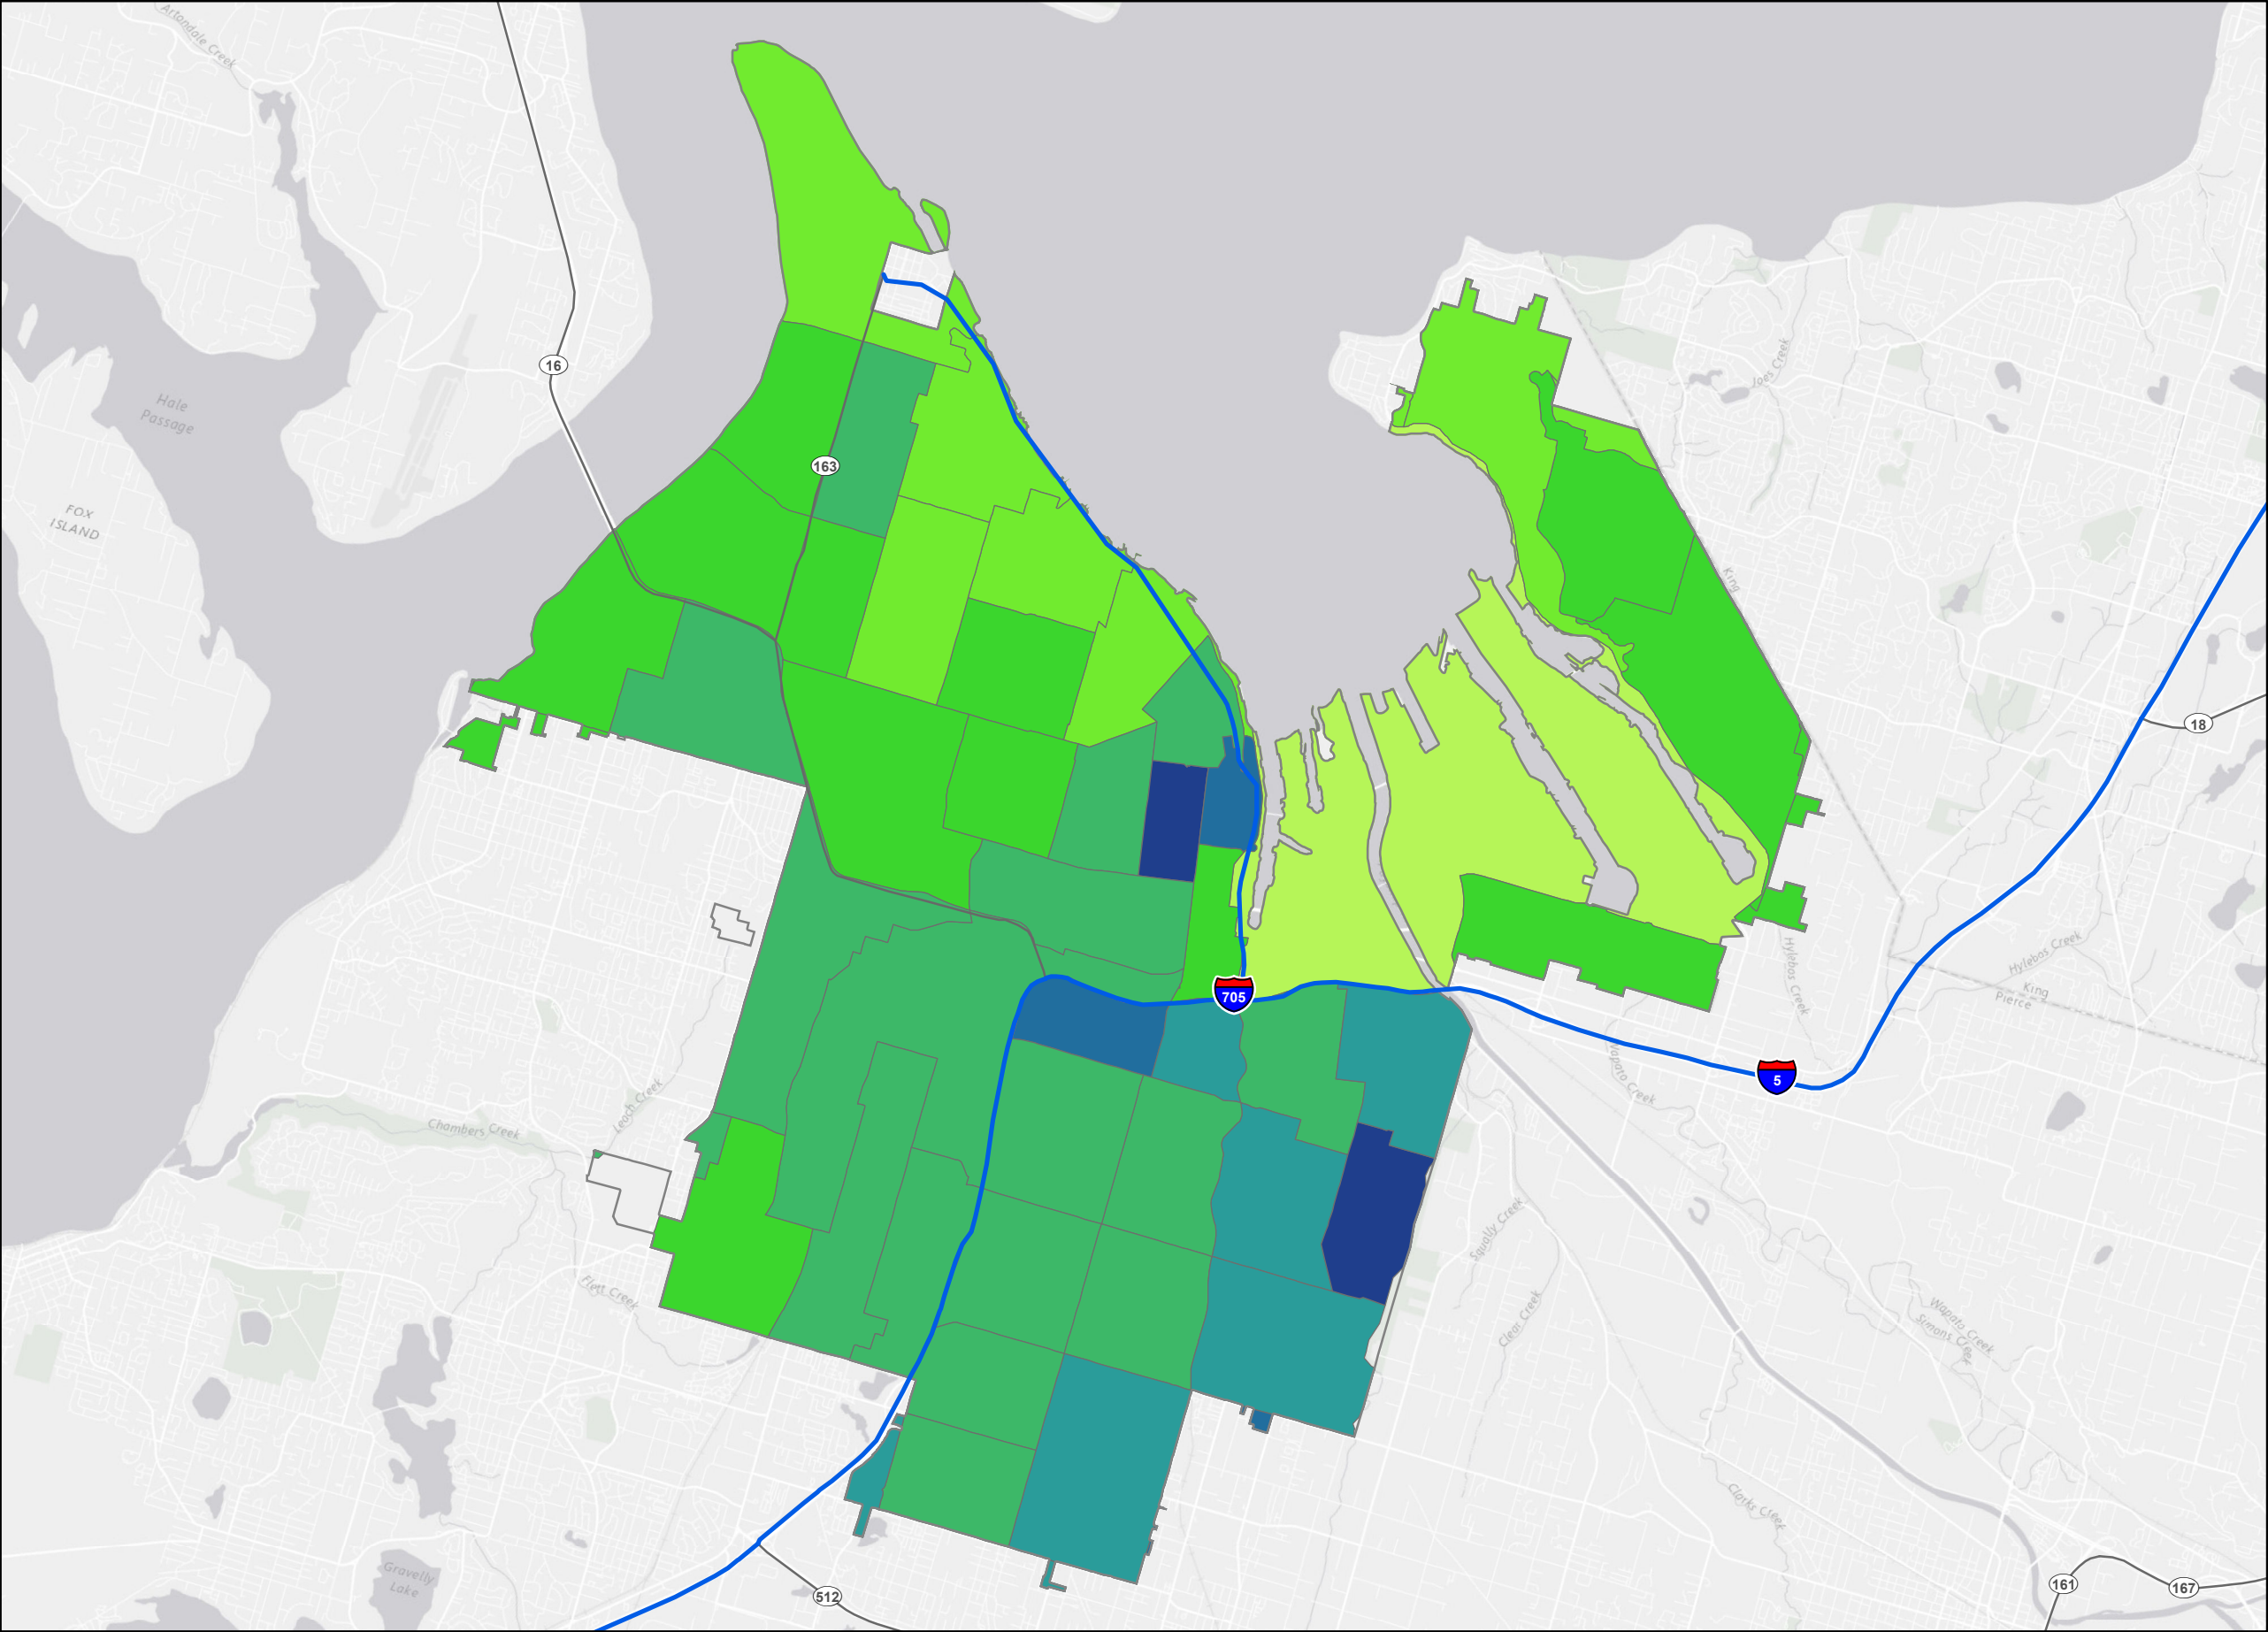 Artondale Creek
16
Hale
Passage
163
FOX
ISLAND
Joes Creek
King
18
Hylebos Creek
Hylebos Creek
King
Pierce
705
5
Wapato Creek
Leach Creek
Chambers Creek
Flett Creek
Squally Creek
Clear Creek
Wapato Creek
Simons Creek
Clarks Creek
Gravelly
Lake
512
161
167